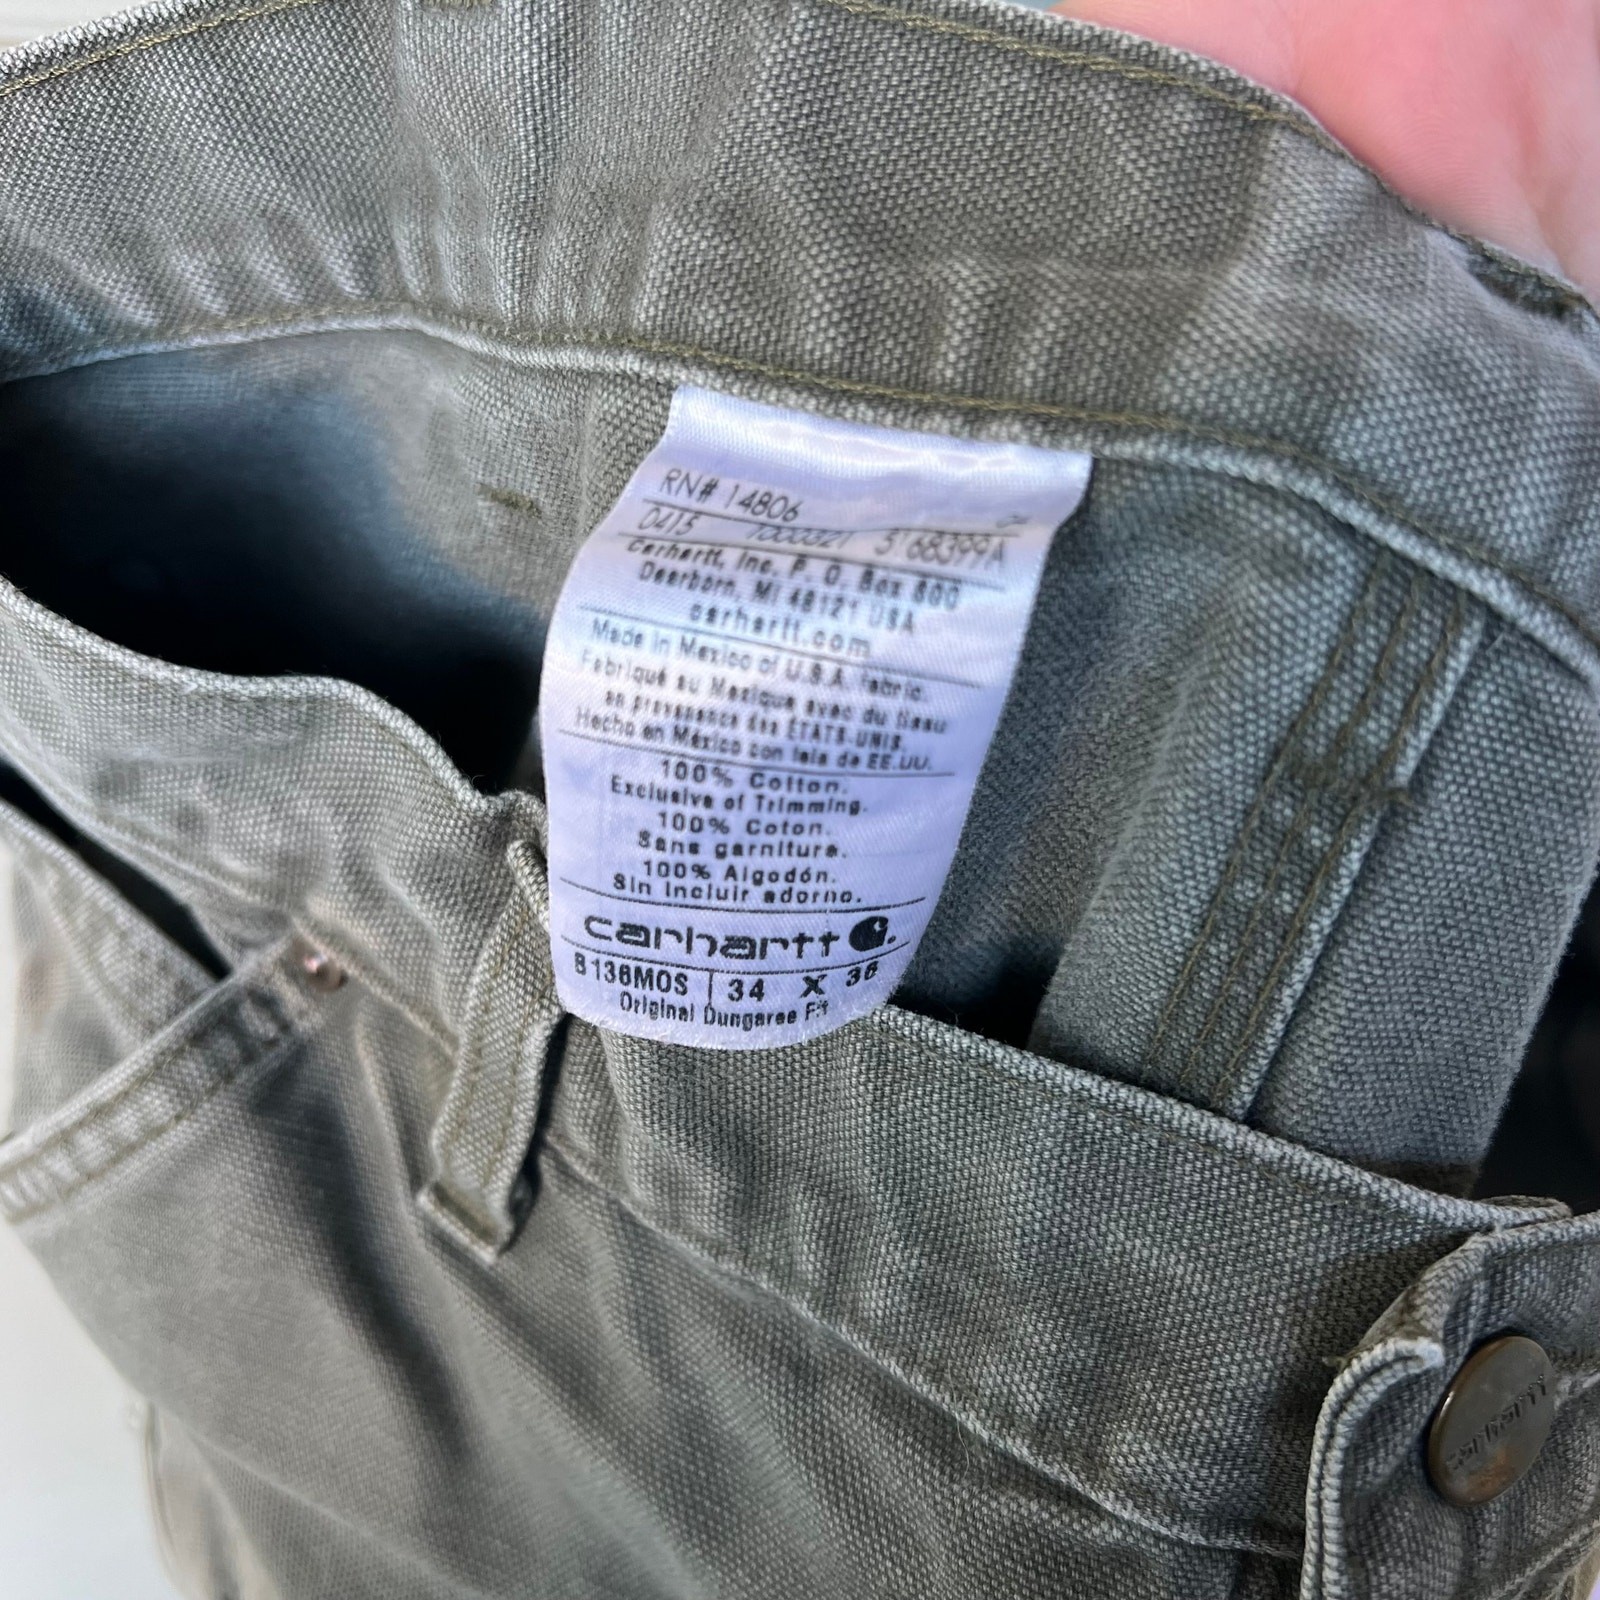 RN# 14806
0415 1000321 5168399A
Carhartt, Inc. P. O. Box 600
Dearborn, MI 48121 USA
carhartt.com
Made in Mexico of U.S.A. fabric.
Fabriqué au Mexique avec du tissu
en provenance des ÉTATS-UNIS.
Hecho en México con tela de EE.UU.
100% Cotton.
Exclusive of Trimming.
100% Coton.
Sans garniture.
100% Algodón.
Sin incluir adorno.
carhartt
B136MOS 34 X 36
Original Dungaree Fit
carhartt